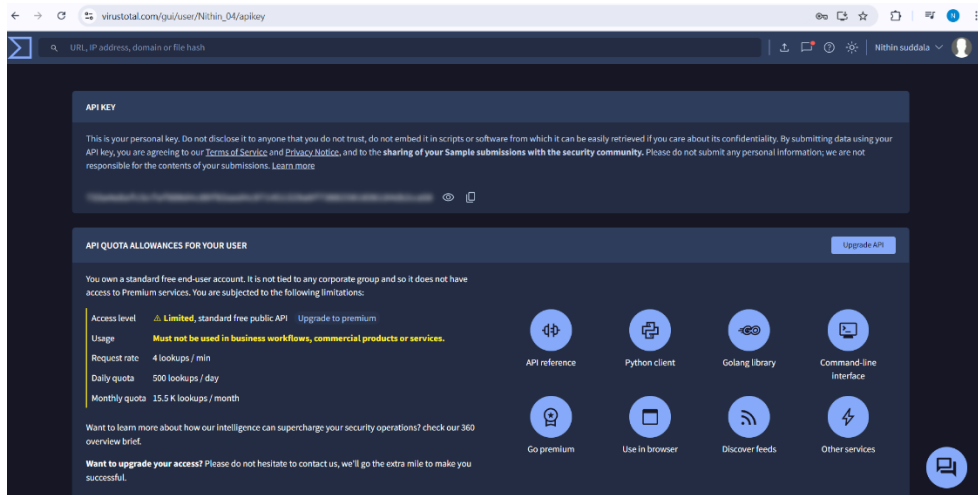 virustotal.com/gui/user/Nithin_04/apikey
N
URL, IP address, domain or file hash
Nithin suddala
API KEY
This is your personal key. Do not disclose it to anyone that you do not trust, do not embed it in scripts or software from which it can be easily retrieved if you care about its confidentiality. By submitting data using your
API key, you are agreeing to our Terms of Service and Privacy Notice, and to the sharing of your Sample submissions with the security community. Please do not submit any personal information; we are not
responsible for the contents of your submissions. Learn more
API QUOTA ALLOWANCES FOR YOUR USER
Upgrade API
You own a standard free end-user account. It is not tied to any corporate group and so it does not have
access to Premium services. You are subjected to the following limitations:
Access level Limited, standard free public API Upgrade to premium
Usage Must not be used in business workflows, commercial products or services.
Request rate 4 lookups / min
Daily quota 500 lookups / day
Monthly quota 15.5 K lookups / month
Want to learn more about how our intelligence can supercharge your security operations? check our 360
overview brief.
Want to upgrade your access? Please do not hesitate to contact us, we'll go the extra mile to make you
successful.
API reference
Python client
GO
Golang library
Command-line
interface
Go premium
Use in browser
Discover feeds
Other services